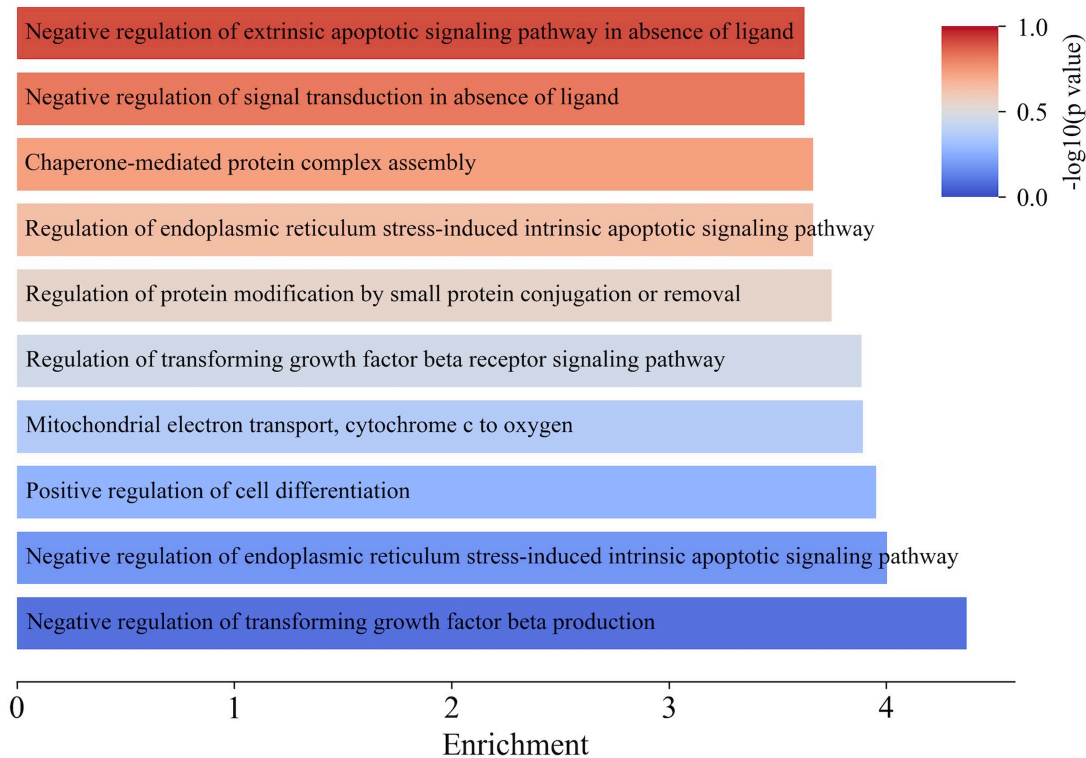 Negative regulation of extrinsic apoptotic signaling pathway in absence of ligand
Negative regulation of signal transduction in absence of ligand
Chaperone-mediated protein complex assembly
Regulation of endoplasmic reticulum stress-induced intrinsic apoptotic signaling pathway
Regulation of protein modification by small protein conjugation or removal
Regulation of transforming growth factor beta receptor signaling pathway
Mitochondrial electron transport, cytochrome c to oxygen
Positive regulation of cell differentiation
Negative regulation of endoplasmic reticulum stress-induced intrinsic apoptotic signaling pathway
Negative regulation of transforming growth factor beta production
0 1 2 3 4
Enrichment
1.0
0.5
0.0
-log10(p value)